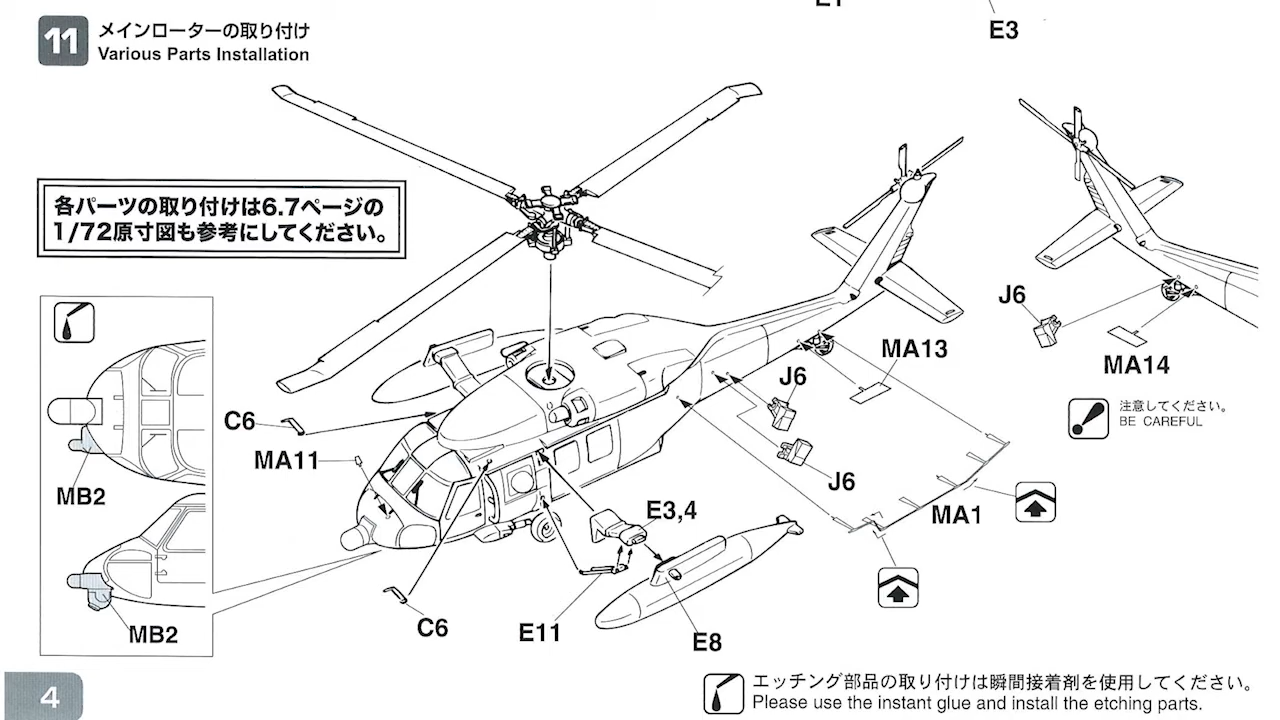 E1
E3
11
メインローターの取り付け
Various Parts Installation
各パーツの取り付けは6.7ページの
1/72原寸図も参考にしてください。
J6
MA14
MA13
J6
注意してください。
BE CAREFUL
C6
MA11
J6
MB2
E3,4
MA1
MB2
C6
E11
E8
4
エッチング部品の取り付けは瞬間接着剤を使用してください。
Please use the instant glue and install the etching parts.